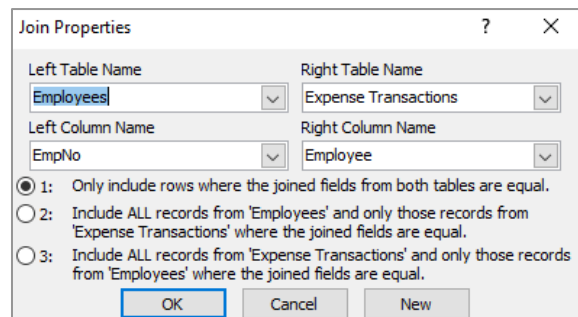 Join Properties ? X
Left Table Name Right Table Name
Employees Expense Transactions
Left Column Name Right Column Name
EmpNo Employee
1: Only include rows where the joined fields from both tables are equal.
2: Include ALL records from 'Employees' and only those records from
'Expense Transactions' where the joined fields are equal.
3: Include ALL records from 'Expense Transactions' and only those records
from 'Employees' where the joined fields are equal.
OK Cancel New